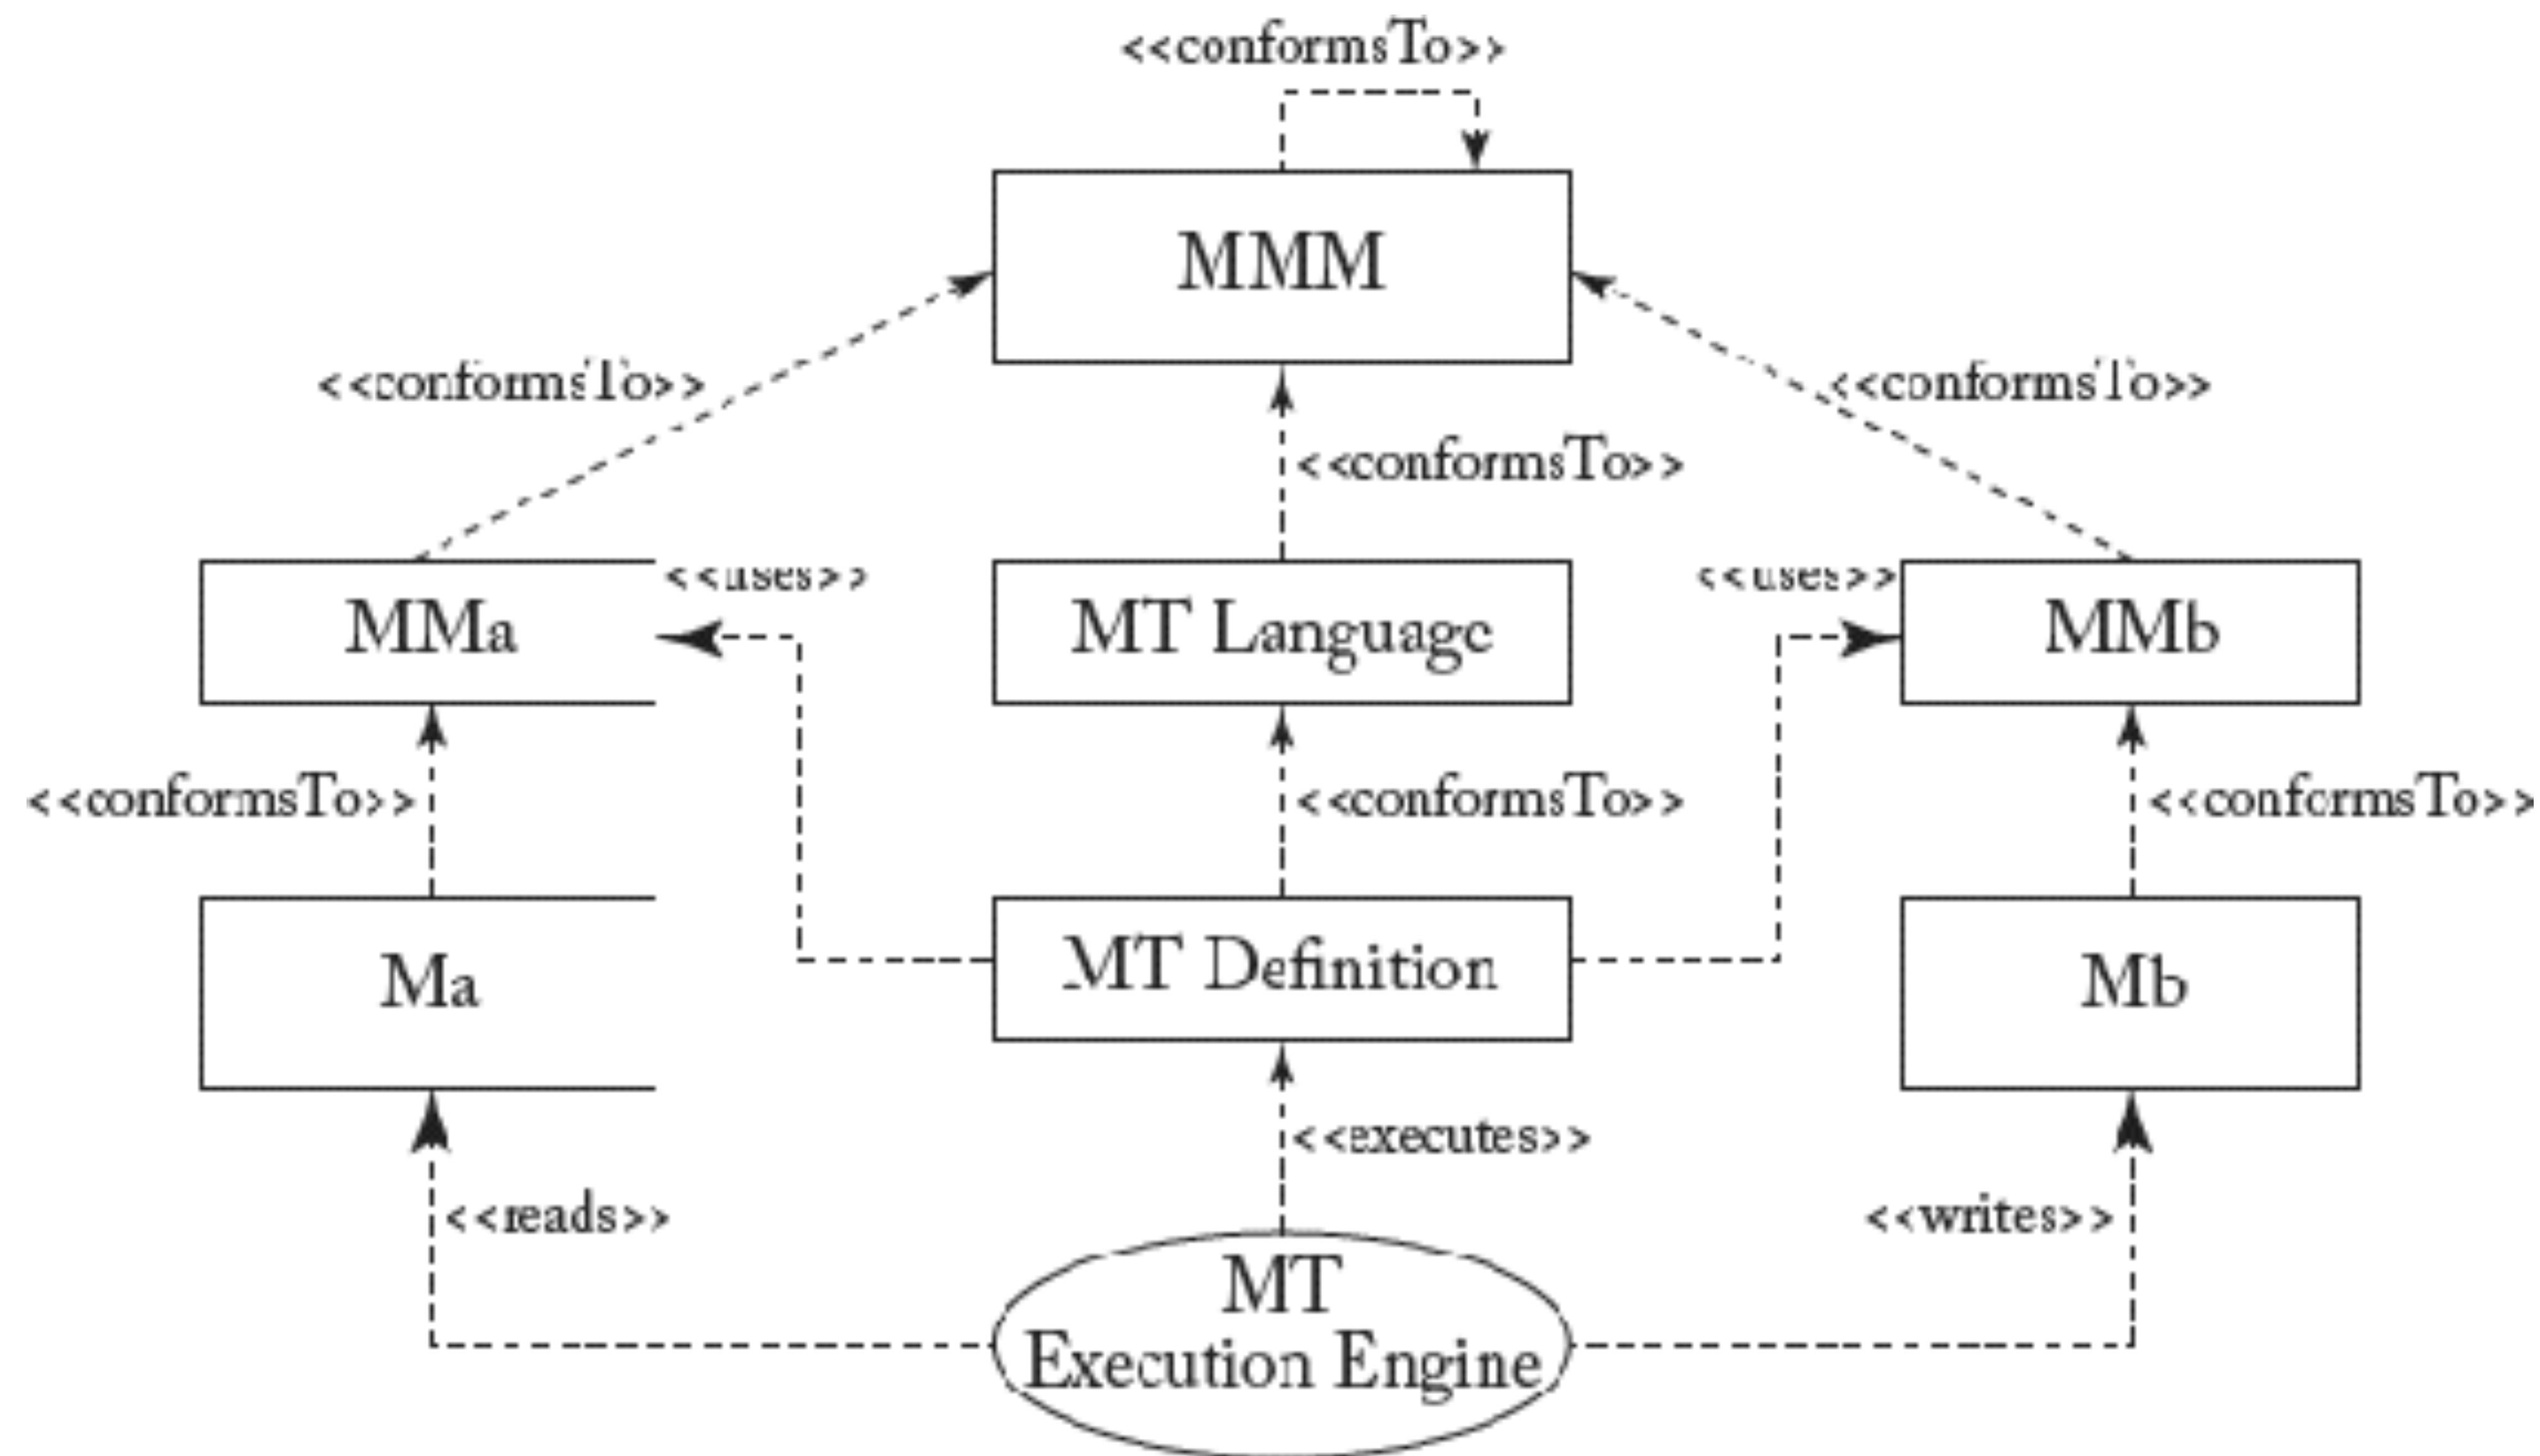 <<conformsTo>>
MMM
<<conformsTo>>
<<conformsTo>>
<<conformsTo>>
<<uses>>
<<uses>>
MMa
MT Language
MMb
<<conformsTo>>
<<conformsTo>>
<<conformsTo>>
Ma
MT Definition
Mb
<<executes>>
<<reads>>
<<writes>>
MT
Execution Engine